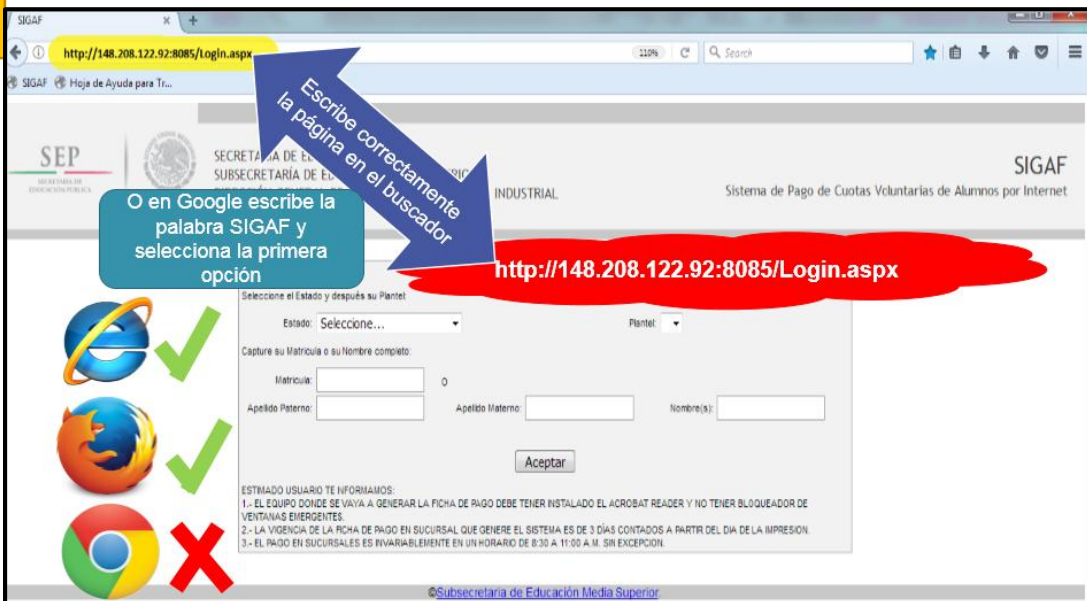 SIGAF
http://148.208.122.92:8085/Login.aspx
110%
Search
SIGAF
Hoja de Ayuda para Tr...
SEP
SECRETARÍA DE
EDUCACIÓN PÚBLICA
SECRETARÍA DE
SUBSECRETARÍA DE
INDUSTRIAL
SIGAF
Sistema de Pago de Cuotas Voluntarias de Alumnos por Internet
Escribe correctamente
la página en el buscador
O en Google escribe la
palabra SIGAF y
selecciona la primera
opción
http://148.208.122.92:8085/Login.aspx
Seleccione el Estado y después su Plantel:
Estado: Seleccione...
Plantel:
Capture su Matricula o su Nombre completo:
Matricula:
O
Apellido Paterno:
Apellido Materno:
Nombre(s):
Aceptar
ESTIMADO USUARIO TE INFORMAMOS:
1.- EL EQUIPO DONDE SE VAYA A GENERAR LA FICHA DE PAGO DEBE TENER INSTALADO EL ACROBAT READER Y NO TENER BLOQUEADOR DE
VENTANAS EMERGENTES.
2.- LA VIGENCIA DE LA FICHA DE PAGO EN SUCURSAL QUE GENERE EL SISTEMA ES DE 3 DÍAS CONTADOS A PARTIR DEL DIA DE LA IMPRESION.
3.- EL PAGO EN SUCURSALES ES INVARIABLEMENTE EN UN HORARIO DE 8:30 A 11:00 A.M. SIN EXCEPCION.
©Subsecretaria de Educación Media Superior.